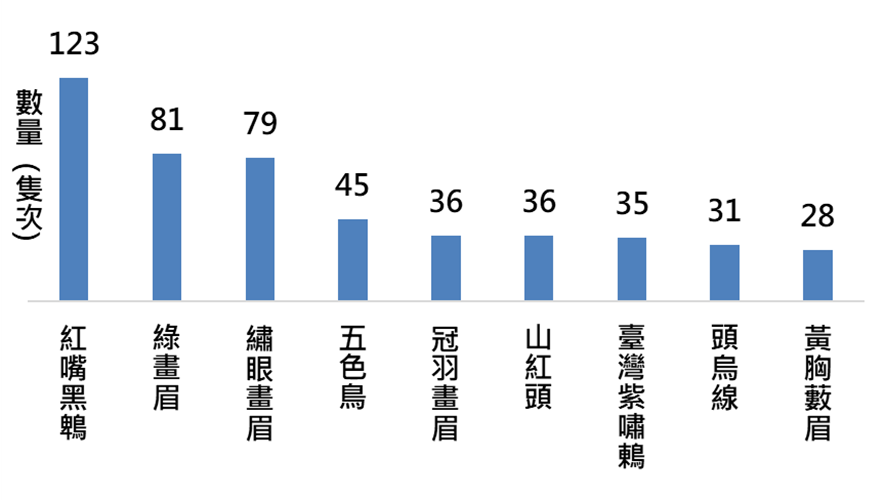 數量（隻次）
123
81
79
45
36
36
35
31
28
紅嘴黑鵯
綠畫眉
繡眼畫眉
五色鳥
冠羽畫眉
山紅頭
臺灣紫嘯鶇
頭烏線
黃胸藪眉